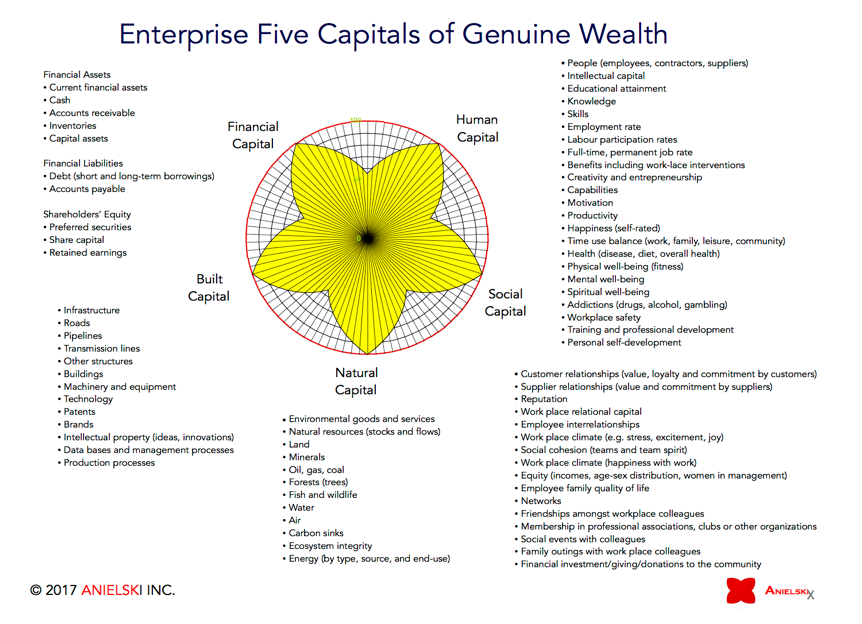 Enterprise Five Capitals of Genuine Wealth
Financial Assets
• Current financial assets
• Cash
• Accounts receivable
• Inventories
• Capital assets
Financial Liabilities
• Debt (short and long-term borrowings)
• Accounts payable
Shareholders' Equity
• Preferred securities
• Share capital
• Retained earnings
Financial
Capital
Human
Capital
100
0
Built
Capital
Social
Capital
Natural
Capital
• People (employees, contractors, suppliers)
• Intellectual capital
• Educational attainment
• Knowledge
• Skills
• Employment rate
• Labour participation rates
• Full-time, permanent job rate
• Benefits including work-lace interventions
• Creativity and entrepreneurship
• Capabilities
• Motivation
• Productivity
• Happiness (self-rated)
• Time use balance (work, family, leisure, community)
• Health (disease, diet, overall health)
• Physical well-being (fitness)
• Mental well-being
• Spiritual well-being
• Addictions (drugs, alcohol, gambling)
• Workplace safety
• Training and professional development
• Personal self-development
• Infrastructure
• Roads
• Pipelines
• Transmission lines
• Other structures
• Buildings
• Machinery and equipment
• Technology
• Patents
• Brands
• Intellectual property (ideas, innovations)
• Data bases and management processes
• Production processes
• Environmental goods and services
• Natural resources (stocks and flows)
• Land
• Minerals
• Oil, gas, coal
• Forests (trees)
• Fish and wildlife
• Water
• Air
• Carbon sinks
• Ecosystem integrity
• Energy (by type, source, and end-use)
• Customer relationships (value, loyalty and commitment by customers)
• Supplier relationships (value and commitment by suppliers)
• Reputation
• Work place relational capital
• Employee interrelationships
• Work place climate (e.g. stress, excitement, joy)
• Social cohesion (teams and team spirit)
• Work place climate (happiness with work)
• Equity (incomes, age-sex distribution, women in management)
• Employee family quality of life
• Networks
• Friendships amongst workplace colleagues
• Membership in professional associations, clubs or other organizations
• Social events with colleagues
• Family outings with work place colleagues
• Financial investment/giving/donations to the community
© 2017 ANIELSKI INC.
ANIELSKI
X